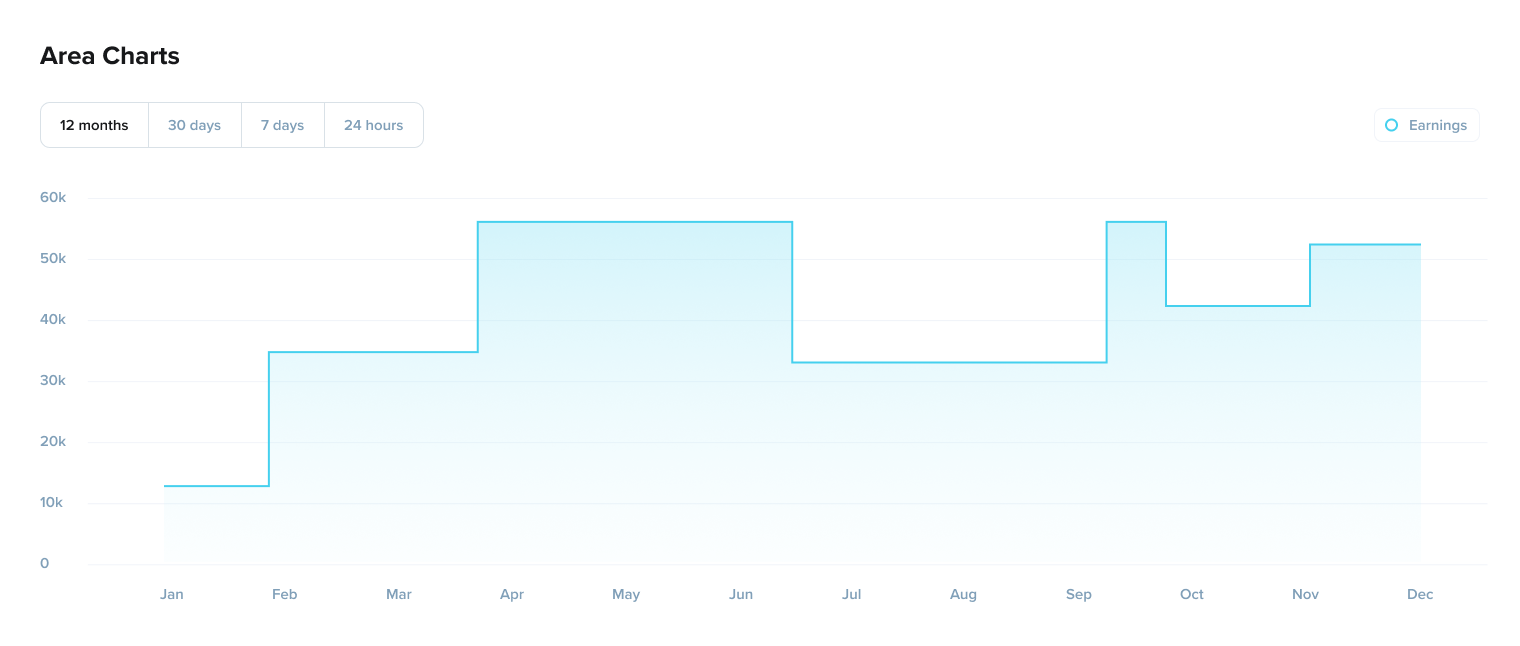 Area Charts
12 months 30 days 7 days 24 hours Earnings
60k
50k
40k
30k
20k
10k
0
Jan Feb Mar Apr May Jun Jul Aug Sep Oct Nov Dec